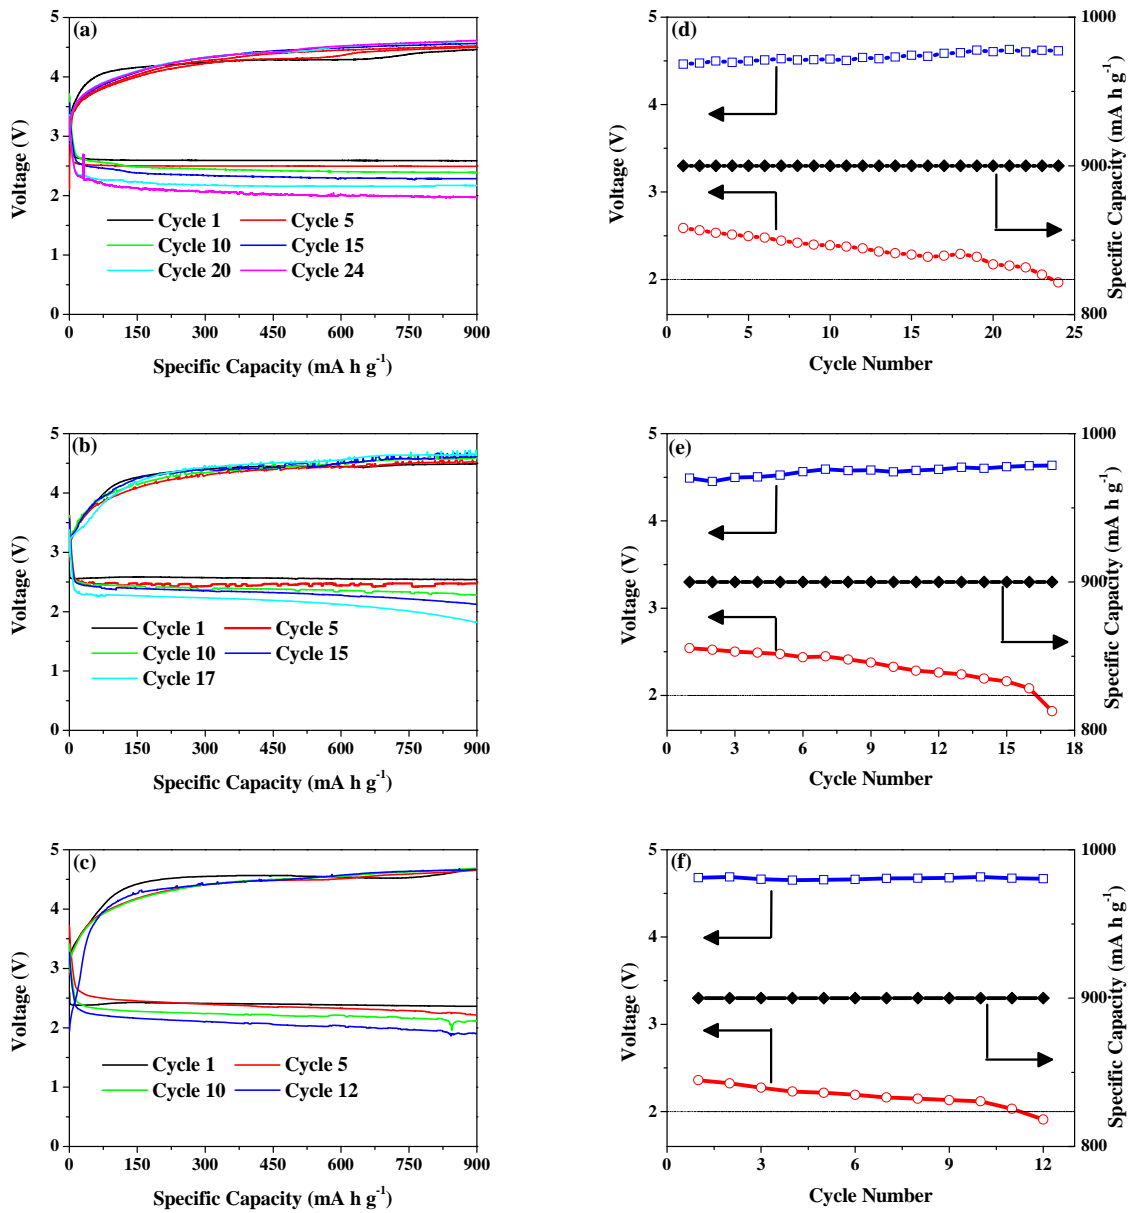 (a)
5
4
3
2
1
0
Voltage (V)
Cycle 1
Cycle 5
Cycle 10
Cycle 15
Cycle 20
Cycle 24
0 150 300 450 600 750 900
Specific Capacity (mA h g-1)
(d)
5
4
3
2
Voltage (V)
1000
900
800
Specific Capacity (mA h g-1)
0 5 10 15 20 25
Cycle Number
(b)
5
4
3
2
1
0
Voltage (V)
Cycle 1
Cycle 5
Cycle 10
Cycle 15
Cycle 17
0 150 300 450 600 750 900
Specific Capacity (mA h g-1)
(e)
5
4
3
2
Voltage (V)
1000
900
800
Specific Capacity (mA h g-1)
3 6 9 12 15 18
Cycle Number
(c)
5
4
3
2
1
0
Voltage (V)
Cycle 1
Cycle 5
Cycle 10
Cycle 12
0 150 300 450 600 750 900
Specific Capacity (mA h g-1)
(f)
5
4
3
2
Voltage (V)
1000
900
800
Specific Capacity (mA h g-1)
3 6 9 12
Cycle Number